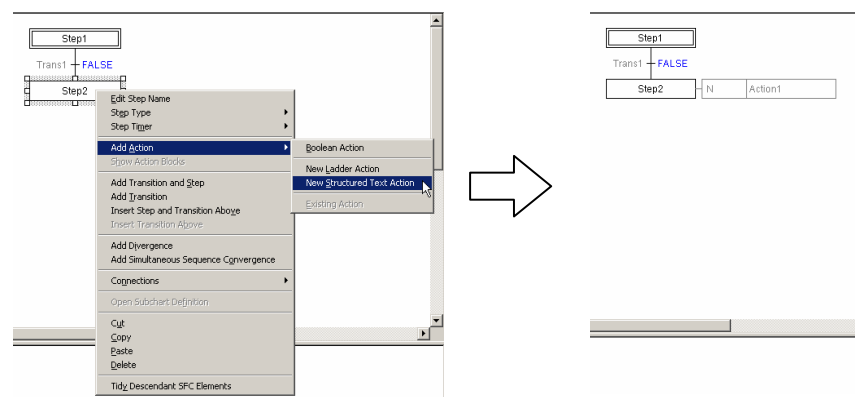 Step1
Trans1 FALSE
Step2
Edit Step Name
Step Type
Step Timer
Add Action
Show Action Blocks
Add Transition and Step
Add Transition
Insert Step and Transition Above
Insert Transition Above
Add Divergence
Add Simultaneous Sequence Convergence
Connections
Open Subchart Definition
Cut
Copy
Paste
Delete
Tidy Descendant SFC Elements
Boolean Action
New Ladder Action
New Structured Text Action
Existing Action
Step1
Trans1 FALSE
Step2 N Action1